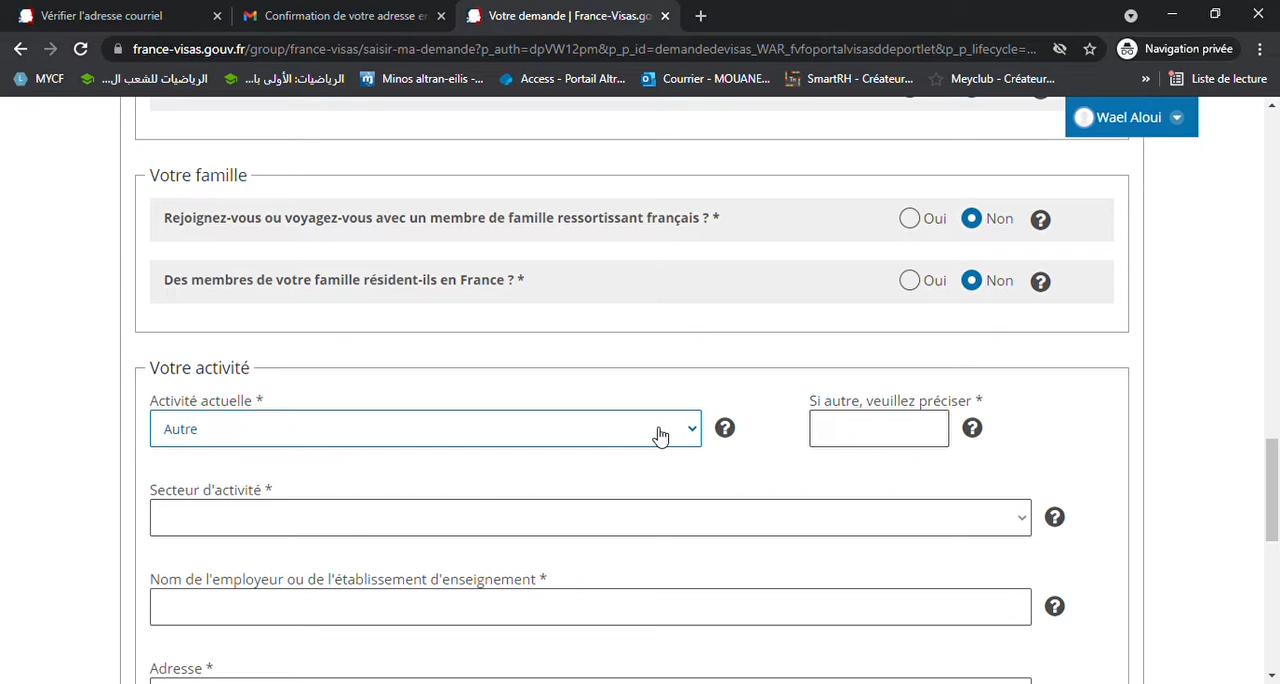 Vérifier l'adresse courriel
Confirmation de votre adresse e
Votre demande | France-Visas.go
france-visas.gouv.fr/group/france-visas/saisir-ma-demande?p_auth=dpVW12pm&p_p_id=demandedevisas_WAR_fvfoportalvisasddeportlet&p_p_lifecycle=...
Navigation privée
MYCF
الرياضيات للشعب ال...
الرياضيات: الأولى با...
Minos altran-eilis -...
Access - Portail Altr...
Courrier - MOUANE...
SmartRH - Créateur...
Meyclub - Créateur...
»
Liste de lecture
Wael Aloui
Votre famille
Rejoignez-vous ou voyagez-vous avec un membre de famille ressortissant français ? * Oui Non ?
Des membres de votre famille résident-ils en France ? * Oui Non ?
Votre activité
Activité actuelle * Si autre, veuillez préciser *
Autre ? ?
Secteur d'activité *
?
Nom de l'employeur ou de l'établissement d'enseignement *
?
Adresse *